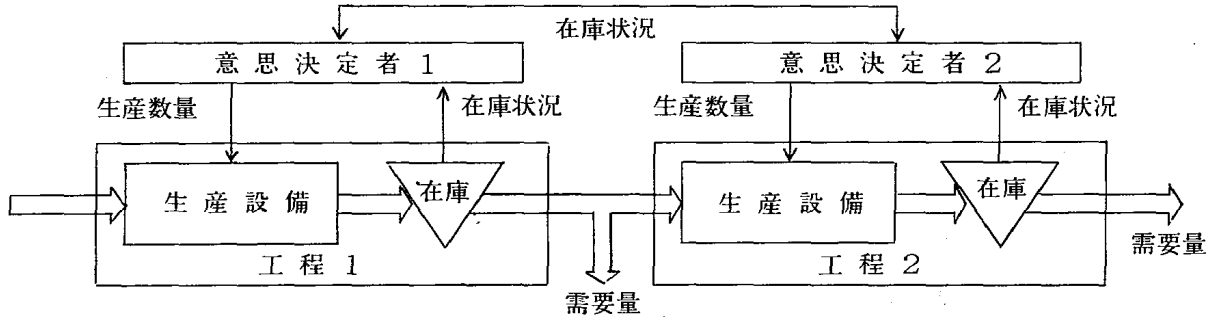 在庫状況
意思決定者1
意思決定者2
生産数量
在庫状況
生産数量
在庫状況
生産設備
在庫
生産設備
在庫
工程1
工程2
需要量
需要量